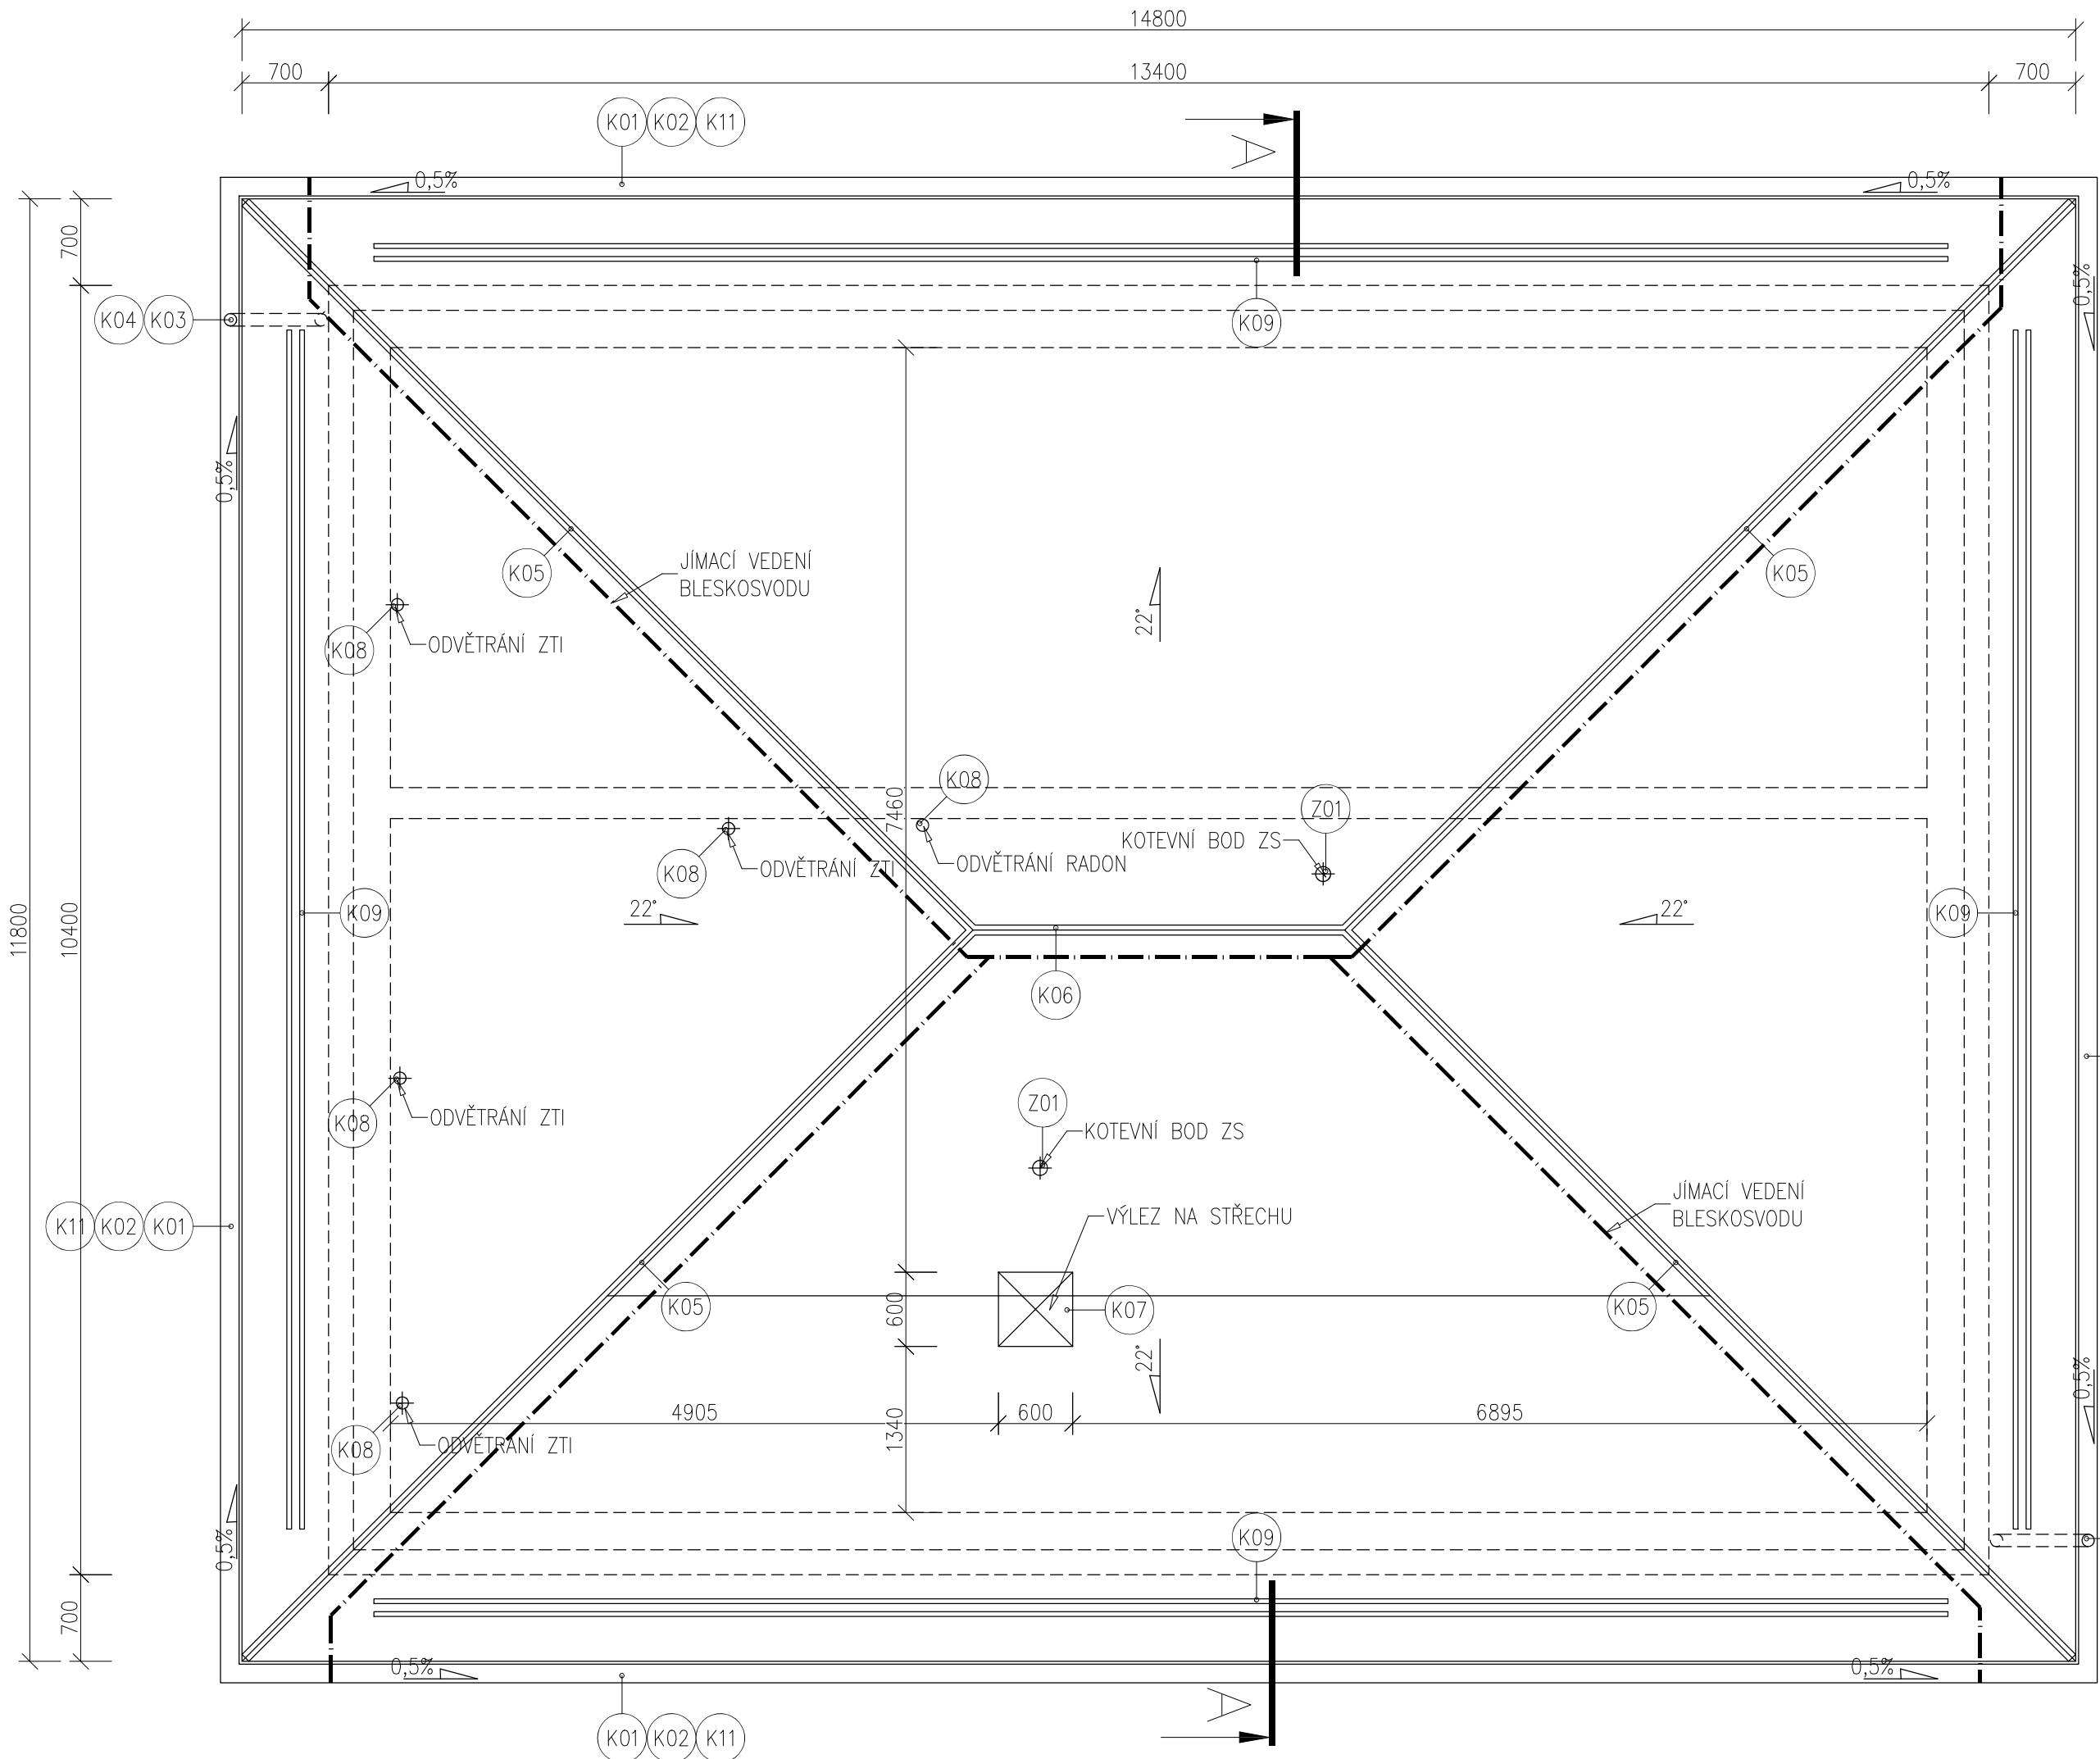 14800
700
13400
700
K01 K02 K11
A
0,5%
0,5%
700
0,5%
K04 K03
K09
0,5%
K05
JÍMACÍ VEDENÍ
BLESKOSVODU
K05
22°
K08
ODVĚTRÁNÍ ZTI
K08
7460
Z01
KOTEVNÍ BOD ZS
K08
ODVĚTRÁNÍ ZTI
ODVĚTRÁNÍ RADON
11800
10400
K09
22°
22°
K09
K06
K08
ODVĚTRÁNÍ ZTI
Z01
KOTEVNÍ BOD ZS
JÍMACÍ VEDENÍ
BLESKOSVODU
VÝLEZ NA STŘECHU
K11 K02 K01
K05
600
K07
K05
22°
0,5%
4905
600
6895
1340
K08
ODVĚTRÁNÍ ZTI
0,5%
K09
700
0,5%
0,5%
A
K01 K02 K11